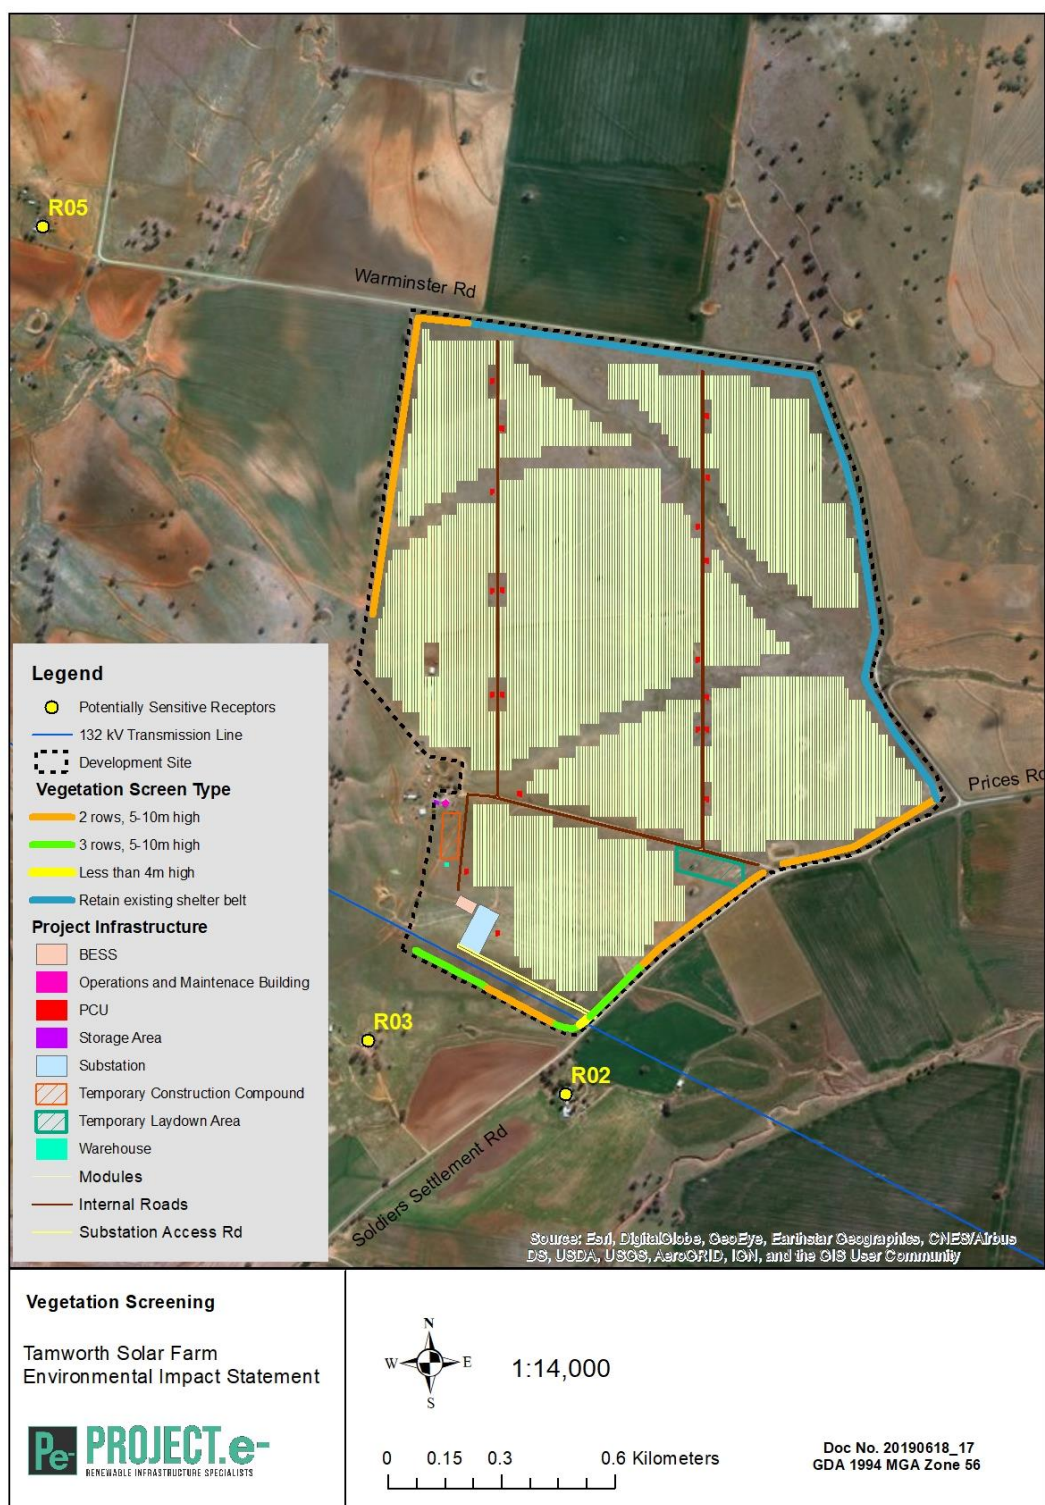 R05
Warminster Rd
Prices Rd
R03
R02
Soldiers Settlement Rd
Legend
Potentially Sensitive Receptors
132 kV Transmission Line
Development Site
Vegetation Screen Type
2 rows, 5-10m high
3 rows, 5-10m high
Less than 4m high
Retain existing shelter belt
Project Infrastructure
BESS
Operations and Maintenace Building
PCU
Storage Area
Substation
Temporary Construction Compound
Temporary Laydown Area
Warehouse
Modules
Internal Roads
Substation Access Rd
Source: Esri, DigitalGlobe, GeoEye, Earthstar Geographics, CNES/Airbus
DS, USDA, USGS, AeroGRID, IGN, and the GIS User Community
Vegetation Screening
Tamworth Solar Farm
Environmental Impact Statement
Pe- PROJECT.e-
RENEWABLE INFRASTRUCTURE SPECIALISTS
N
W E
S
1:14,000
0 0.15 0.3 0.6 Kilometers
Doc No. 20190618_17
GDA 1994 MGA Zone 56